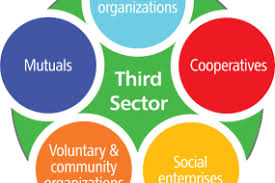 organizations
Mutuals
Cooperatives
Third
Sector
Voluntary &
community
organizations
Social
enterprises